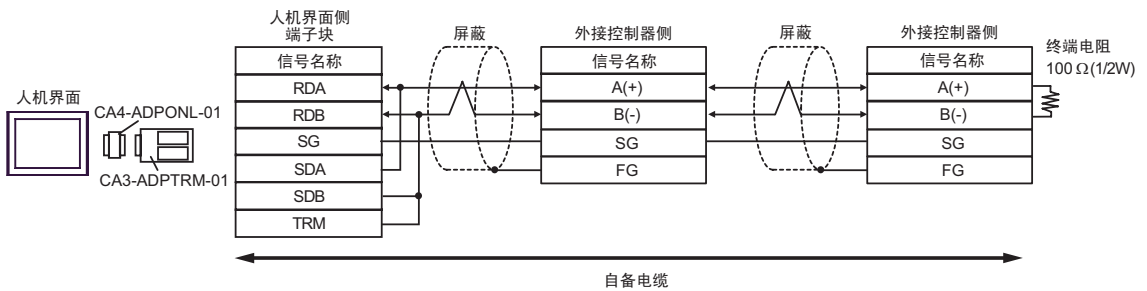 人机界面
CA4-ADPONL-01
CA3-ADPTRM-01
人机界面侧
端子块
信号名称
RDA
RDB
SG
SDA
SDB
TRM
屏蔽
外接控制器侧
信号名称
A(+)
B(-)
SG
FG
屏蔽
外接控制器侧
信号名称
A(+)
B(-)
SG
FG
终端电阻
100 Ω(1/2W)
自备电缆